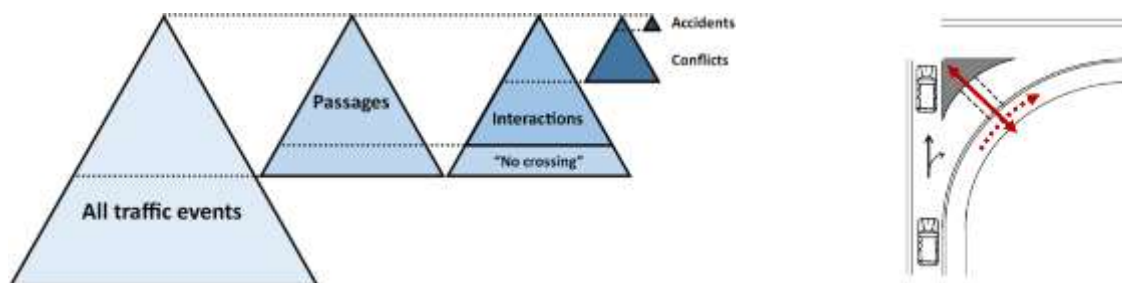 Accidents
Conflicts
Passages
Interactions
"No crossing"
All traffic events